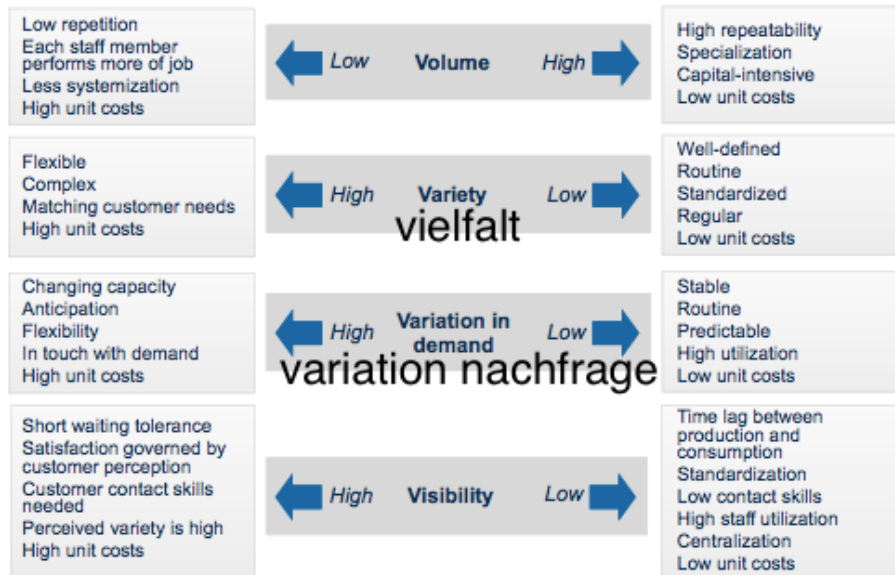 Low repetition
Each staff member
performs more of job
Less systemization
High unit costs
Low Volume High
High repeatability
Specialization
Capital-intensive
Low unit costs
Flexible
Complex
Matching customer needs
High unit costs
High Variety Low
vielfalt
Well-defined
Routine
Standardized
Regular
Low unit costs
Changing capacity
Anticipation
Flexibility
In touch with demand
High unit costs
High Variation in Low
demand
variation nachfrage
Stable
Routine
Predictable
High utilization
Low unit costs
Short waiting tolerance
Satisfaction governed by
customer perception
Customer contact skills
needed
Perceived variety is high
High unit costs
High Visibility Low
Time lag between
production and
consumption
Standardization
Low contact skills
High staff utilization
Centralization
Low unit costs